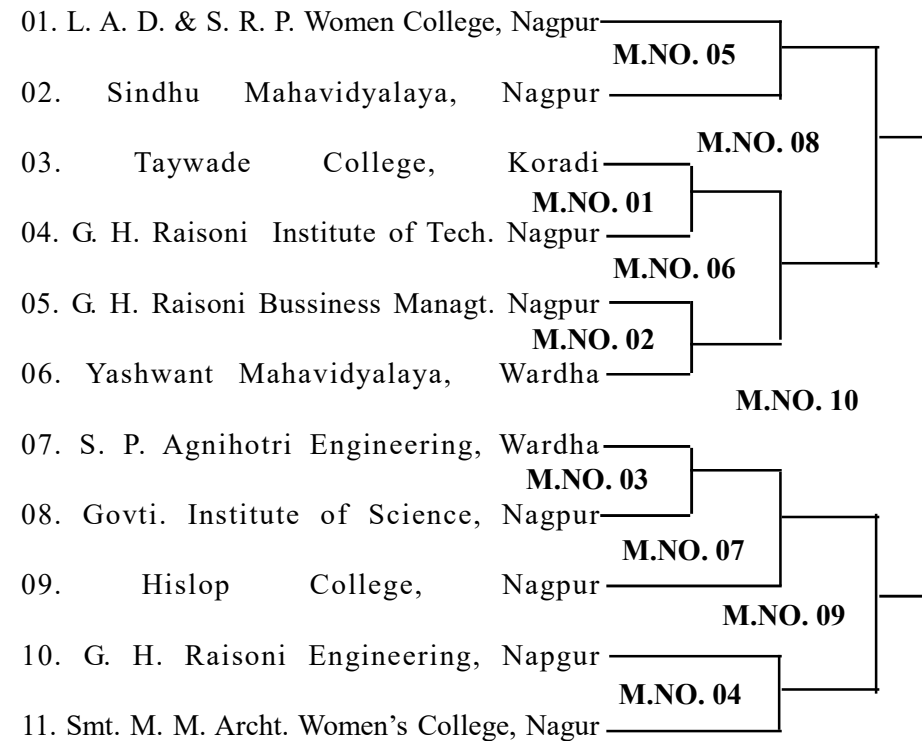 01. L. A. D. & S. R. P. Women College, Nagpur
M.NO. 05
02. Sindhu Mahavidyalaya, Nagpur
M.NO. 08
03. Taywade College, Koradi
M.NO. 01
04. G. H. Raisoni Institute of Tech. Nagpur
M.NO. 06
05. G. H. Raisoni Bussiness Managt. Nagpur
M.NO. 02
06. Yashwant Mahavidyalaya, Wardha
M.NO. 10
07. S. P. Agnihotri Engineering, Wardha
M.NO. 03
08. Govti. Institute of Science, Nagpur
M.NO. 07
09. Hislop College, Nagpur
M.NO. 09
10. G. H. Raisoni Engineering, Napgur
M.NO. 04
11. Smt. M. M. Archt. Women's College, Nagur